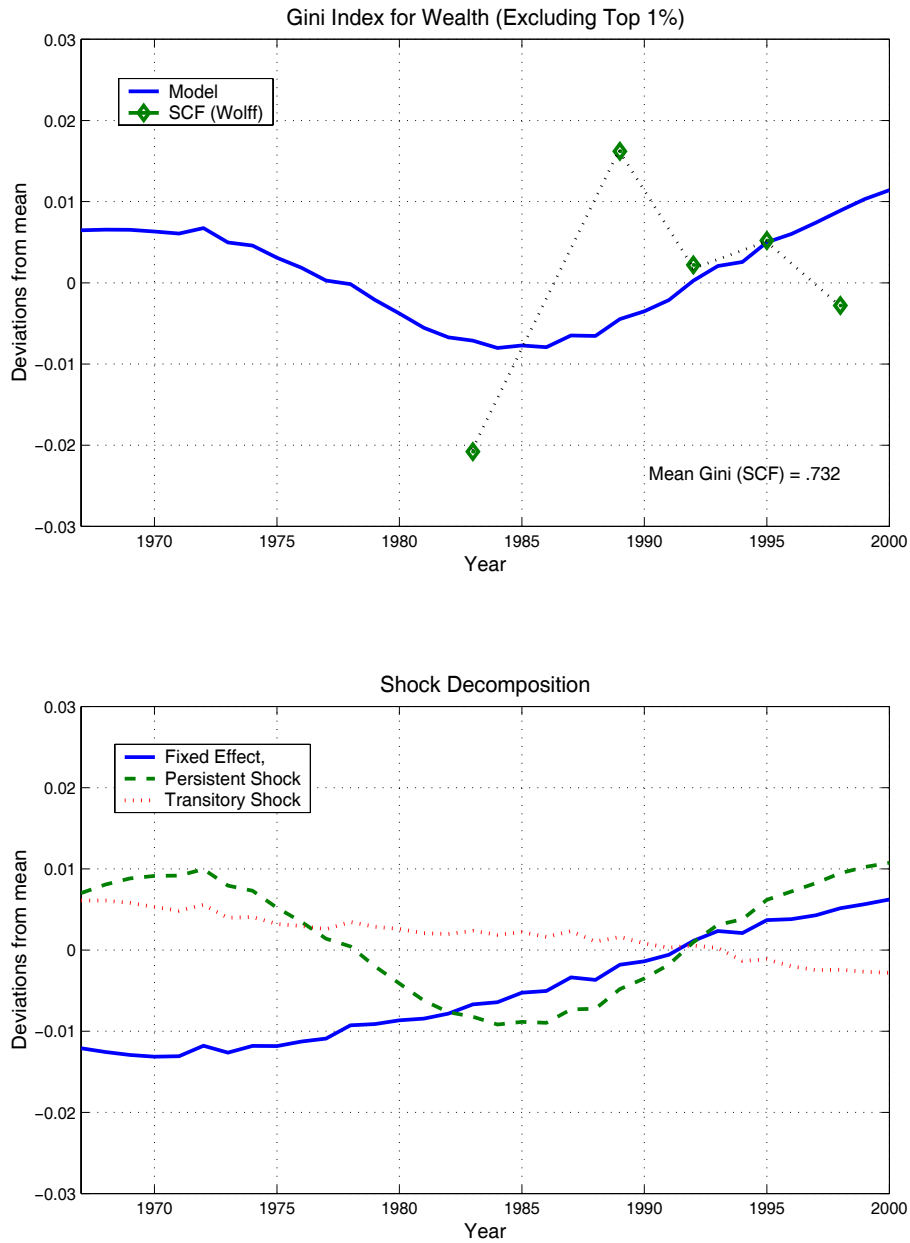 Gini Index for Wealth (Excluding Top 1%)
0.03
0.02
0.01
0
−0.01
−0.02
−0.03
Deviations from mean
Model
SCF (Wolff)
Mean Gini (SCF) = .732
1970 1975 1980 1985 1990 1995 2000
Year
Shock Decomposition
0.03
0.02
0.01
0
−0.01
−0.02
−0.03
Deviations from mean
Fixed Effect,
Persistent Shock
Transitory Shock
1970 1975 1980 1985 1990 1995 2000
Year